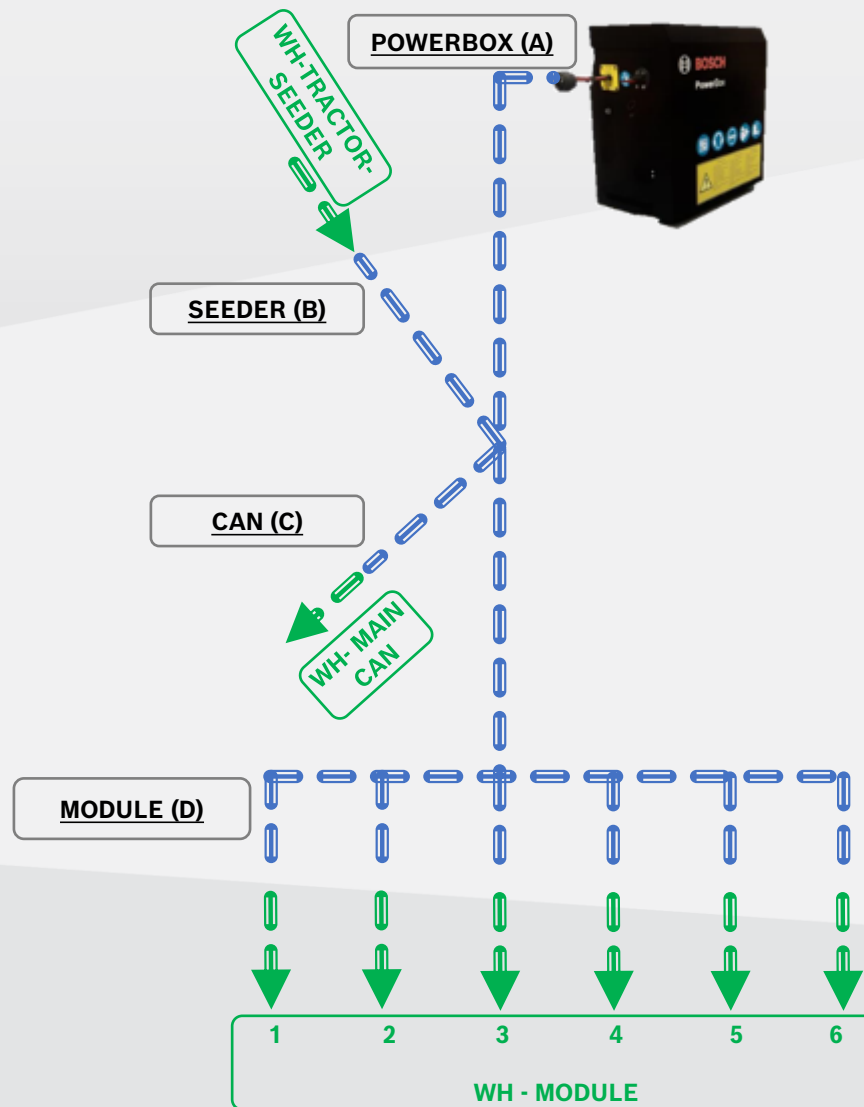 POWERBOX (A)
BOSCH
PowerBox
WH-TRACTOR-
SEEDER
SEEDER (B)
CAN (C)
WH- MAIN
CAN
MODULE (D)
1 2 3 4 5 6
WH - MODULE